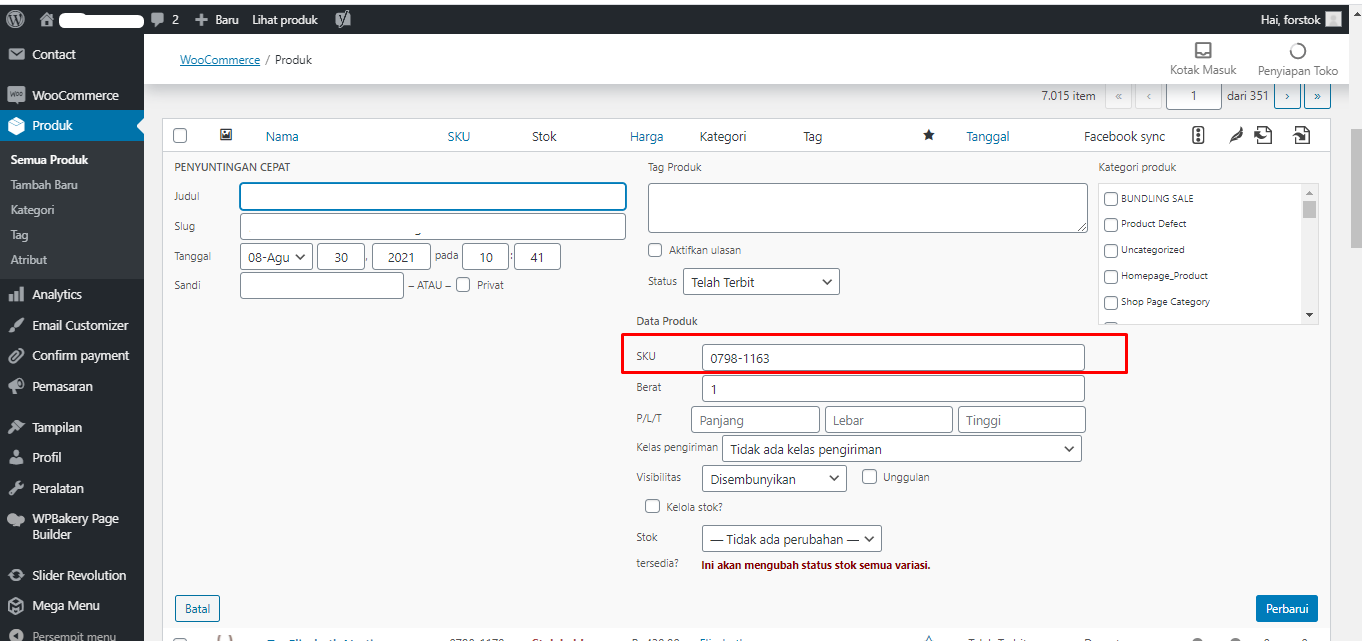 2 Baru Lihat produk Hai, forstok
Contact
WooCommerce / Produk
Kotak Masuk
Penyiapan Toko
WooCommerce
Produk
Semua Produk
Tambah Baru
Kategori
Tag
Atribut
Analytics
Email Customizer
Confirm payment
Pemasaran
Tampilan
Profil
Peralatan
WPBakery Page
Builder
Slider Revolution
Mega Menu
Persempit menu
7.015 item « ‹ 1 dari 351 › »
Nama SKU Stok Harga Kategori Tag Tanggal Facebook sync
PENYUNTINGAN CEPAT
Judul
Slug
Tanggal 08-Agu 30 , 2021 pada 10 : 41
Sandi – ATAU – Privat
Tag Produk
Aktifkan ulasan
Status Telah Terbit
Data Produk
SKU 0798-1163
Berat 1
P/L/T Panjang Lebar Tinggi
Kelas pengiriman Tidak ada kelas pengiriman
Visibilitas Disembunyikan Unggulan
Kelola stok?
Stok — Tidak ada perubahan —
tersedia? Ini akan mengubah status stok semua variasi.
Kategori produk
BUNDLING SALE
Product Defect
Uncategorized
Homepage_Product
Shop Page Category
Batal Perbarui